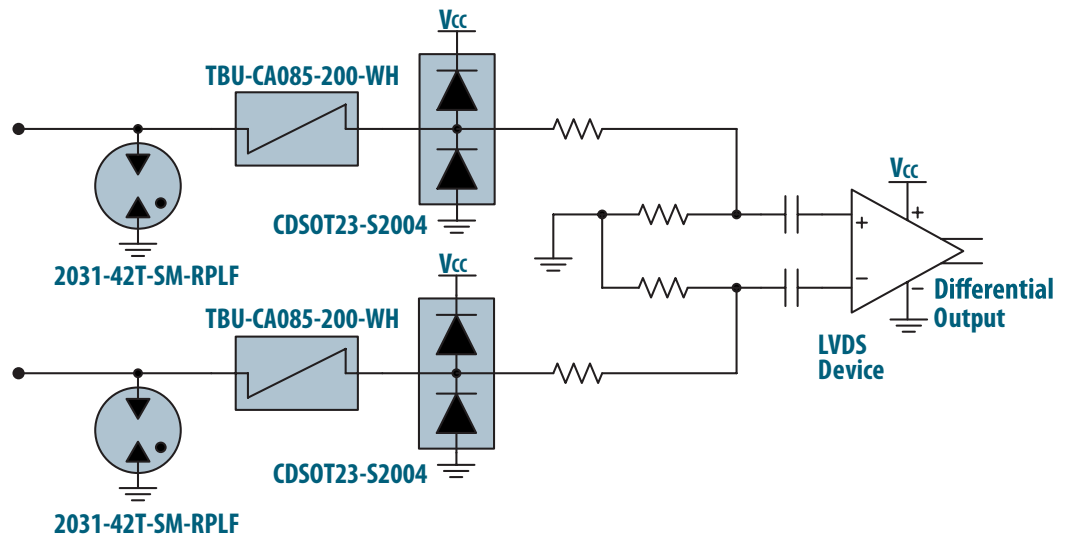 Vcc
TBU-CA085-200-WH
CDSOT23-S2004
2031-42T-SM-RPLF
Vcc
+
+
−
−
Differential
Output
LVDS
Device
Vcc
TBU-CA085-200-WH
CDSOT23-S2004
2031-42T-SM-RPLF